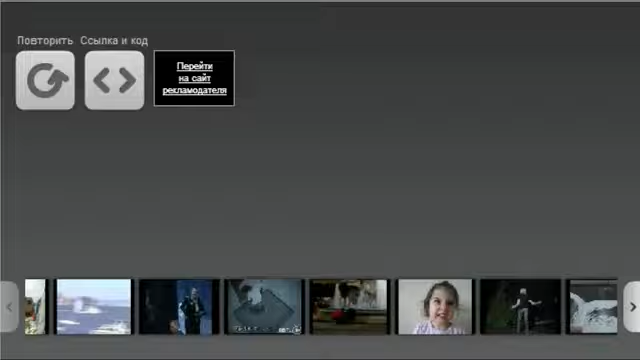 Повторить Ссылка и код
Перейти
на сайт
рекламодателя